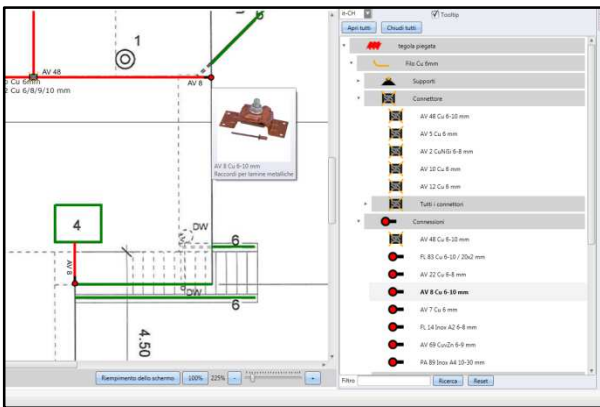 1
AV 48
o Cu 6mm
2 Cu 6/8/9/10 mm
AV 8
AV 8 Cu 6-10 mm
Raccordi per lamine metalliche
4
AV 8
DW
6
DW
6
4.50
Riempimento dello schermo
100%
225%
-
+
it-CH
Tooltip
Apri tutti
Chiudi tutti
tegola piegata
Filo Cu 6mm
Supporti
Connettore
AV 48 Cu 6-10 mm
AV 5 Cu 6 mm
AV 2 CuNGi 6-8 mm
AV 10 Cu 6 mm
AV 12 Cu 6 mm
Tutti i connettori
Connessioni
AV 48 Cu 6-10 mm
FL 83 Cu 6-10 / 20x2 mm
AV 22 Cu 6-8 mm
AV 8 Cu 6-10 mm
AV 7 Cu 6 mm
FL 14 Inox A2 6-8 mm
AV 69 CuvZn 6-9 mm
PA 89 Inox A4 10-30 mm
Filtro
Ricerca
Reset